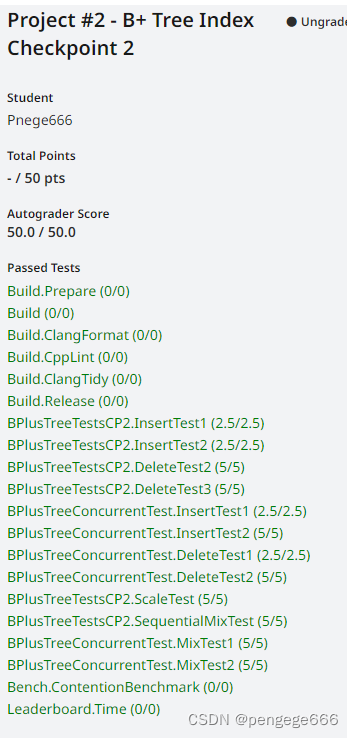 Project #2 - B+ Tree Index
Checkpoint 2
Ungrade
Student
Pnege666
Total Points
- / 50 pts
Autograder Score
50.0 / 50.0
Passed Tests
Build.Prepare (0/0)
Build (0/0)
Build.ClangFormat (0/0)
Build.CppLint (0/0)
Build.ClangTidy (0/0)
Build.Release (0/0)
BPlusTreeTestsCP2.InsertTest1 (2.5/2.5)
BPlusTreeTestsCP2.InsertTest2 (2.5/2.5)
BPlusTreeTestsCP2.DeleteTest2 (5/5)
BPlusTreeTestsCP2.DeleteTest3 (5/5)
BPlusTreeConcurrentTest.InsertTest1 (2.5/2.5)
BPlusTreeConcurrentTest.InsertTest2 (5/5)
BPlusTreeConcurrentTest.DeleteTest1 (2.5/2.5)
BPlusTreeConcurrentTest.DeleteTest2 (5/5)
BPlusTreeTestsCP2.ScaleTest (5/5)
BPlusTreeTestsCP2.SequentialMixTest (5/5)
BPlusTreeConcurrentTest.MixTest1 (5/5)
BPlusTreeConcurrentTest.MixTest2 (5/5)
Bench.ContentionBenchmark (0/0)
Leaderboard.Time (0/0)
CSDN @pengege666